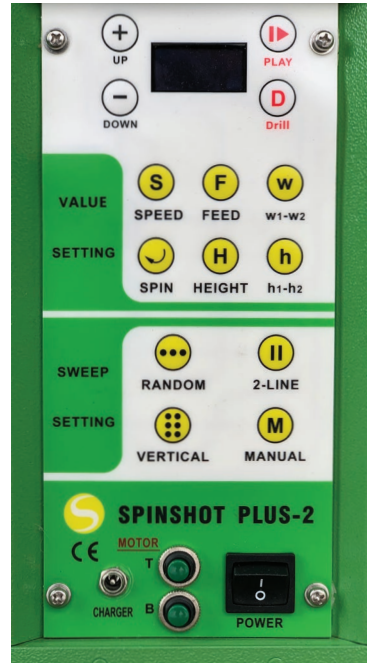 +
UP
PLAY
−
DOWN
D
Drill
VALUE
SETTING
S
SPEED
F
FEED
w
w1-w2
SPIN
H
HEIGHT
h
h1-h2
SWEEP
SETTING
RANDOM
2-LINE
VERTICAL
M
MANUAL
S SPINSHOT PLUS-2
CE
MOTOR
T
CHARGER
B
I
O
POWER